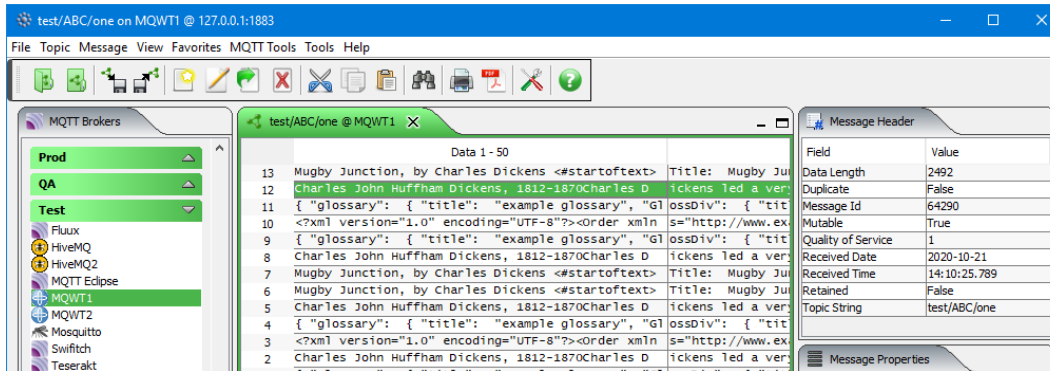 test/ABC/one on MQWT1 @ 127.0.0.1:1883
File Topic Message View Favorites MQTT Tools Tools Help
MQTT Brokers
Prod
QA
Test
Fluux
HiveMQ
HiveMQ2
MQTT Eclipse
MQWT1
MQWT2
Mosquitto
Swifitch
Teserakt
test/ABC/one @ MQWT1
Data 1 - 50
13 Mugby Junction, by Charles Dickens <#startoftext> Title: Mugby Ju
12 Charles John Huffham Dickens, 1812-1870Charles D ickens led a ver
11 { "glossary": { "title": "example glossary", "Gl ossDiv": { "tit
10 <?xml version="1.0" encoding="UTF-8"?><Order xmln s="http://www.ex
9 { "glossary": { "title": "example glossary", "Gl ossDiv": { "tit
8 Charles John Huffham Dickens, 1812-1870Charles D ickens led a ver
7 Mugby Junction, by Charles Dickens <#startoftext> Title: Mugby Ju
6 Mugby Junction, by Charles Dickens <#startoftext> Title: Mugby Ju
5 Charles John Huffham Dickens, 1812-1870Charles D ickens led a ver
4 { "glossary": { "title": "example glossary", "Gl ossDiv": { "tit
3 <?xml version="1.0" encoding="UTF-8"?><Order xmln s="http://www.ex
2 Charles John Huffham Dickens, 1812-1870Charles D ickens led a ver
Message Header
Field Value
Data Length 2492
Duplicate False
Message Id 64290
Mutable True
Quality of Service 1
Received Date 2020-10-21
Received Time 14:10:25.789
Retained False
Topic String test/ABC/one
Message Properties